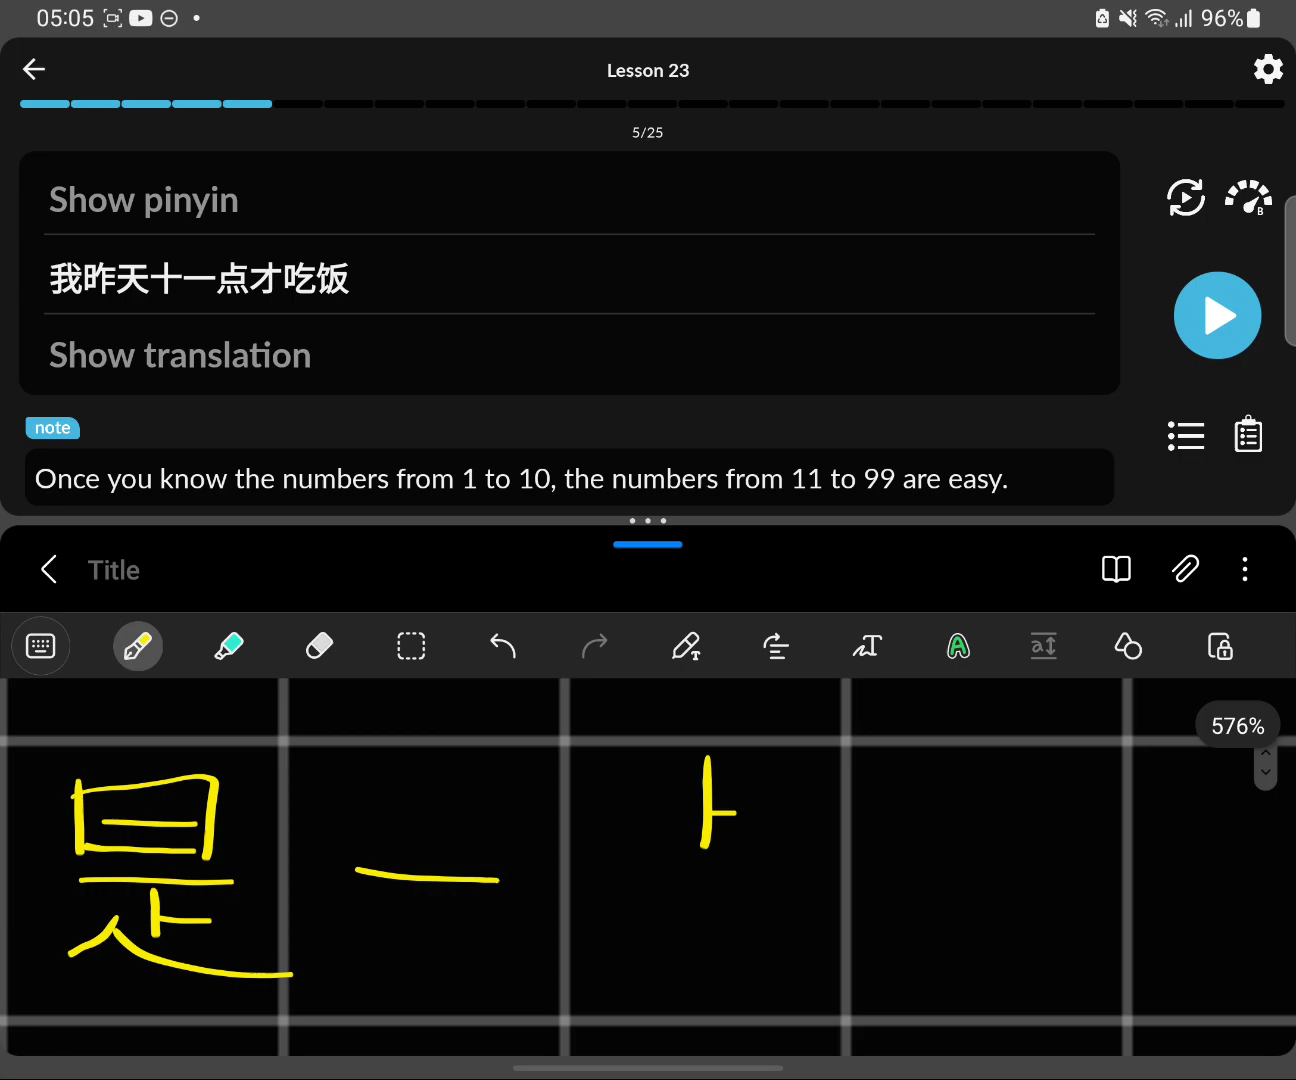 05:05 96%
Lesson 23
5/25
Show pinyin
我昨天十一点才吃饭
Show translation
note
Once you know the numbers from 1 to 10, the numbers from 11 to 99 are easy.
Title
576%
是 一 ⺊